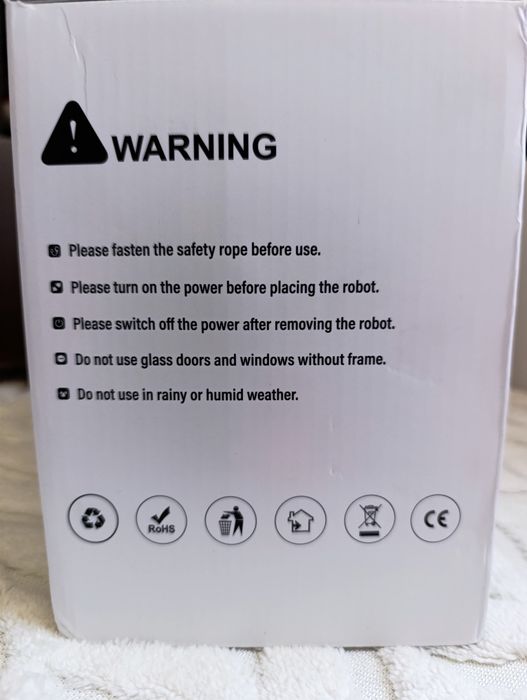 WARNING
Please fasten the safety rope before use.
Please turn on the power before placing the robot.
Please switch off the power after removing the robot.
Do not use glass doors and windows without frame.
Do not use in rainy or humid weather.
RoHS
CE